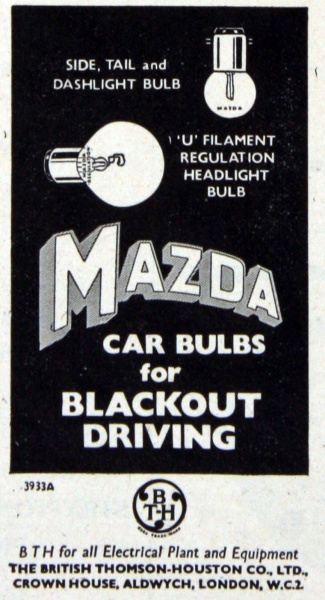 SIDE, TAIL and
DASHLIGHT BULB
MAZDA
'U' FILAMENT
REGULATION
HEADLIGHT
BULB
MAZDA
CAR BULBS
for
BLACKOUT
DRIVING
3933A
B
T-H
B T H for all Electrical Plant and Equipment
THE BRITISH THOMSON-HOUSTON CO., LTD.,
CROWN HOUSE, ALDWYCH, LONDON, W.C.2.